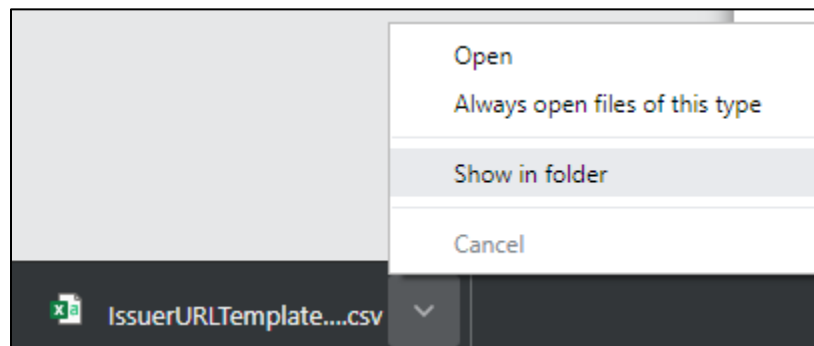 Open
Always open files of this type
Show in folder
Cancel
IssuerURLTemplate....csv